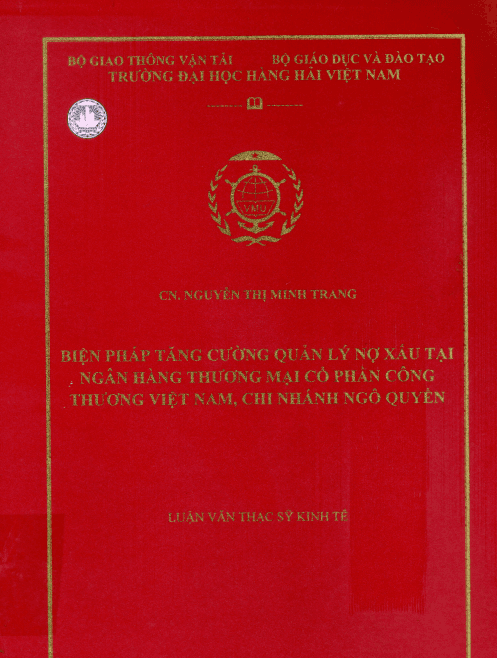 BỘ GIAO THÔNG VẬN TẢI BỘ GIÁO DỤC VÀ ĐÀO TẠO
TRƯỜNG ĐẠI HỌC HÀNG HẢI VIỆT NAM
VMU
CN. NGUYỄN THỊ MINH TRANG
BIỆN PHÁP TĂNG CƯỜNG QUẢN LÝ NỢ XẤU TẠI
NGÂN HÀNG THƯƠNG MẠI CỔ PHẦN CÔNG
THƯƠNG VIỆT NAM, CHI NHÁNH NGÔ QUYỀN
LUẬN VĂN THẠC SỸ KINH TẾ